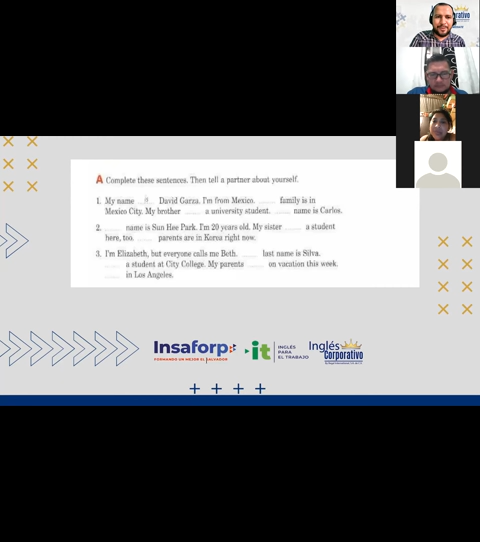 A Complete these sentences. Then tell a partner about yourself.
1. My name is David Garza. I'm from Mexico. ...... family is in
Mexico City. My brother ...... a university student. ...... name is Carlos.
2. ...... name is Sun Hee Park. I'm 20 years old. My sister ...... a student
here, too. ...... parents are in Korea right now.
3. I'm Elizabeth, but everyone calls me Beth. ...... last name is Silva.
...... a student at City College. My parents ...... on vacation this week.
...... in Los Angeles.
Insaforp
FORMANDO UN MEJOR EL SALVADOR
it
INGLÉS
PARA
EL TRABAJO
Inglés
Corporativo